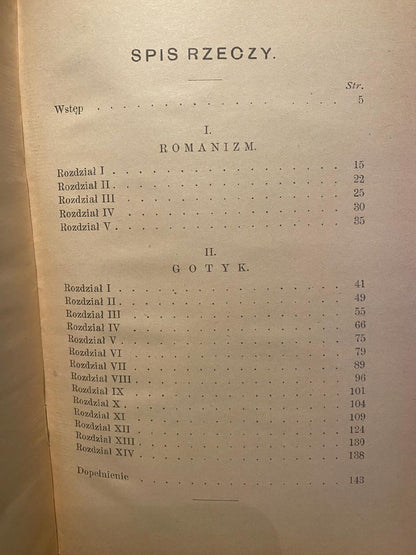 SPIS RZECZY.
Str.
Wstęp . . . . . . . . . . . . . . 5
I.
ROMANIZM.
Rozdział I . . . . . . . . . . . . . 15
Rozdział II . . . . . . . . . . . . . 22
Rozdział III . . . . . . . . . . . . . 25
Rozdział IV . . . . . . . . . . . . . 30
Rozdział V . . . . . . . . . . . . . 35
II.
GOTYK.
Rozdział I . . . . . . . . . . . . . 41
Rozdział II . . . . . . . . . . . . . 49
Rozdział III . . . . . . . . . . . . . 55
Rozdział IV . . . . . . . . . . . . . 66
Rozdział V . . . . . . . . . . . . . 75
Rozdział VI . . . . . . . . . . . . . 79
Rozdział VII . . . . . . . . . . . . . 89
Rozdział VIII . . . . . . . . . . . . . 96
Rozdział IX . . . . . . . . . . . . . 101
Rozdział X . . . . . . . . . . . . . 104
Rozdział XI . . . . . . . . . . . . . 109
Rozdział XII . . . . . . . . . . . . . 124
Rozdział XIII . . . . . . . . . . . . . 130
Rozdział XIV . . . . . . . . . . . . . 138
Dopełnienie . . . . . . . . . . . . . 143